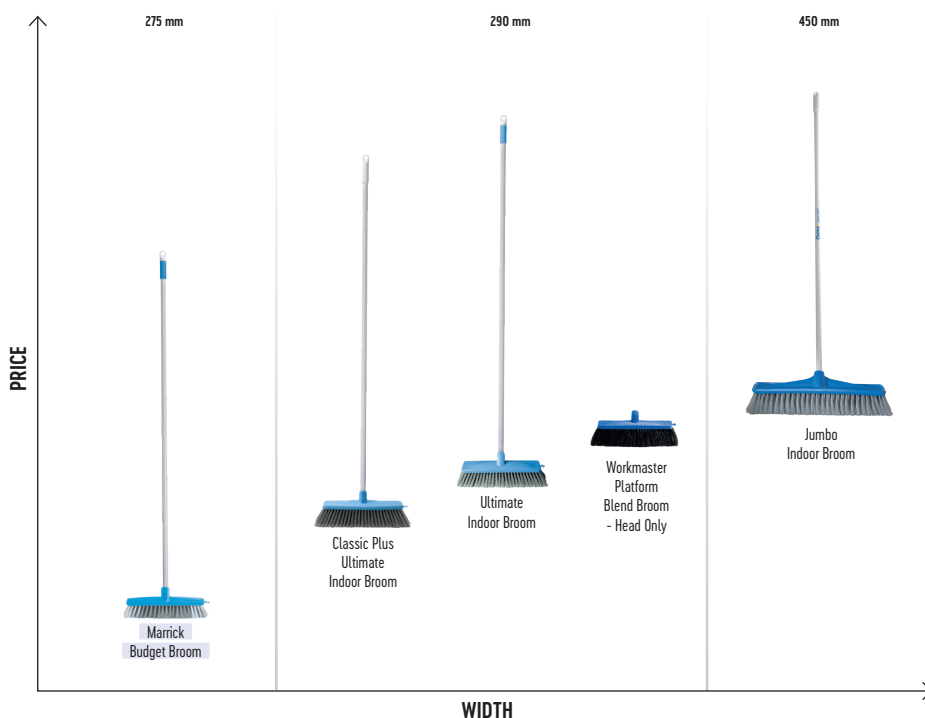 275 mm
290 mm
450 mm
PRICE
Marrick
Budget Broom
Classic Plus
Ultimate
Indoor Broom
Ultimate
Indoor Broom
Workmaster
Platform
Blend Broom
- Head Only
Jumbo
Indoor Broom
WIDTH